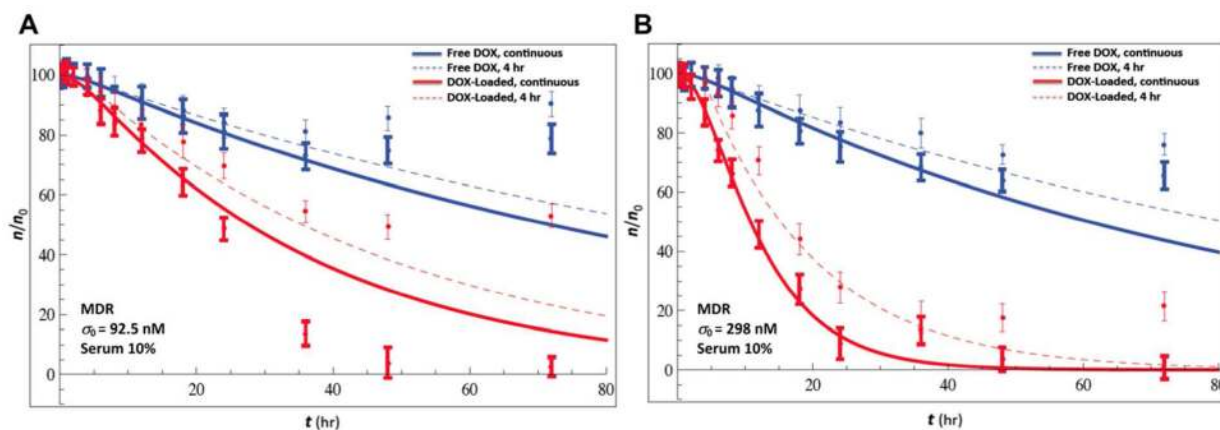 A
Free DOX, continuous
Free DOX, 4 hr
DOX-Loaded, continuous
DOX-Loaded, 4 hr
n/n0
100
80
60
40
20
0
MDR
σ0 = 92.5 nM
Serum 10%
20
40
60
80
t (hr)
B
Free DOX, continuous
Free DOX, 4 hr
DOX-Loaded, continuous
DOX-Loaded, 4 hr
n/n0
100
80
60
40
20
0
MDR
σ0 = 298 nM
Serum 10%
20
40
60
80
t (hr)